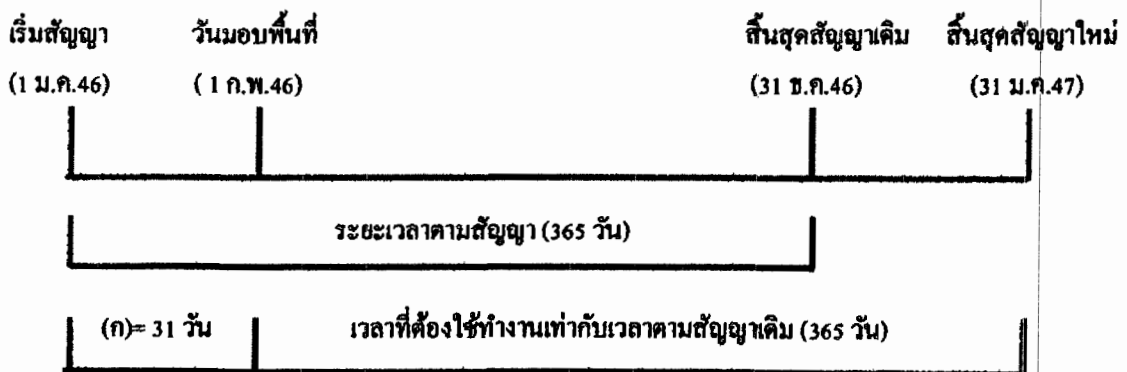 เริ่มสัญญา วันมอบพื้นที่ สิ้นสุดสัญญาเดิม สิ้นสุดสัญญาใหม่
(1 ม.ค.46) ( 1 ก.พ.46) (31 ธ.ค.46) (31 ม.ค.47)
ระยะเวลาตามสัญญา (365 วัน)
(ก)= 31 วัน เวลาที่ต้องใช้ทำงานเท่ากับเวลาตามสัญญาเดิม (365 วัน)